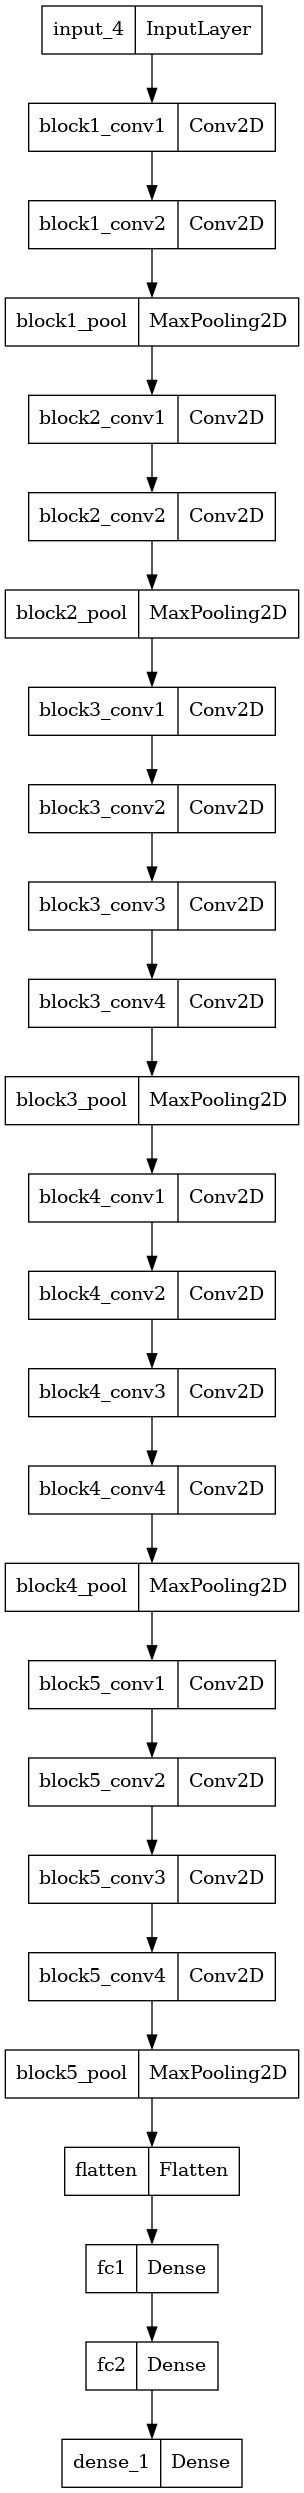 input_4 InputLayer
block1_conv1 Conv2D
block1_conv2 Conv2D
block1_pool MaxPooling2D
block2_conv1 Conv2D
block2_conv2 Conv2D
block2_pool MaxPooling2D
block3_conv1 Conv2D
block3_conv2 Conv2D
block3_conv3 Conv2D
block3_conv4 Conv2D
block3_pool MaxPooling2D
block4_conv1 Conv2D
block4_conv2 Conv2D
block4_conv3 Conv2D
block4_conv4 Conv2D
block4_pool MaxPooling2D
block5_conv1 Conv2D
block5_conv2 Conv2D
block5_conv3 Conv2D
block5_conv4 Conv2D
block5_pool MaxPooling2D
flatten Flatten
fc1 Dense
fc2 Dense
dense_1 Dense